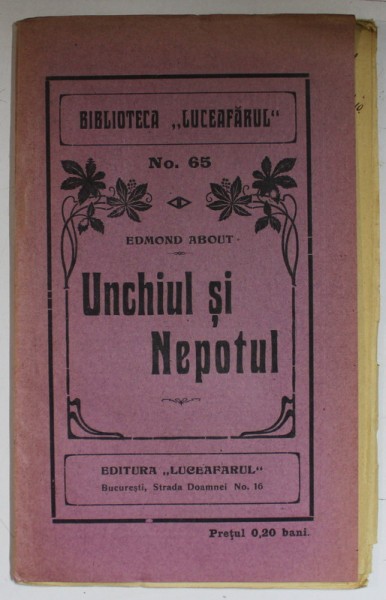 BIBLIOTECA „LUCEAFĂRUL"
No. 65
EDMOND ABOUT
Unchiul și
Nepotul
EDITURA „LUCEAFARUL"
București, Strada Doamnei No. 16
Prețul 0,20 bani.